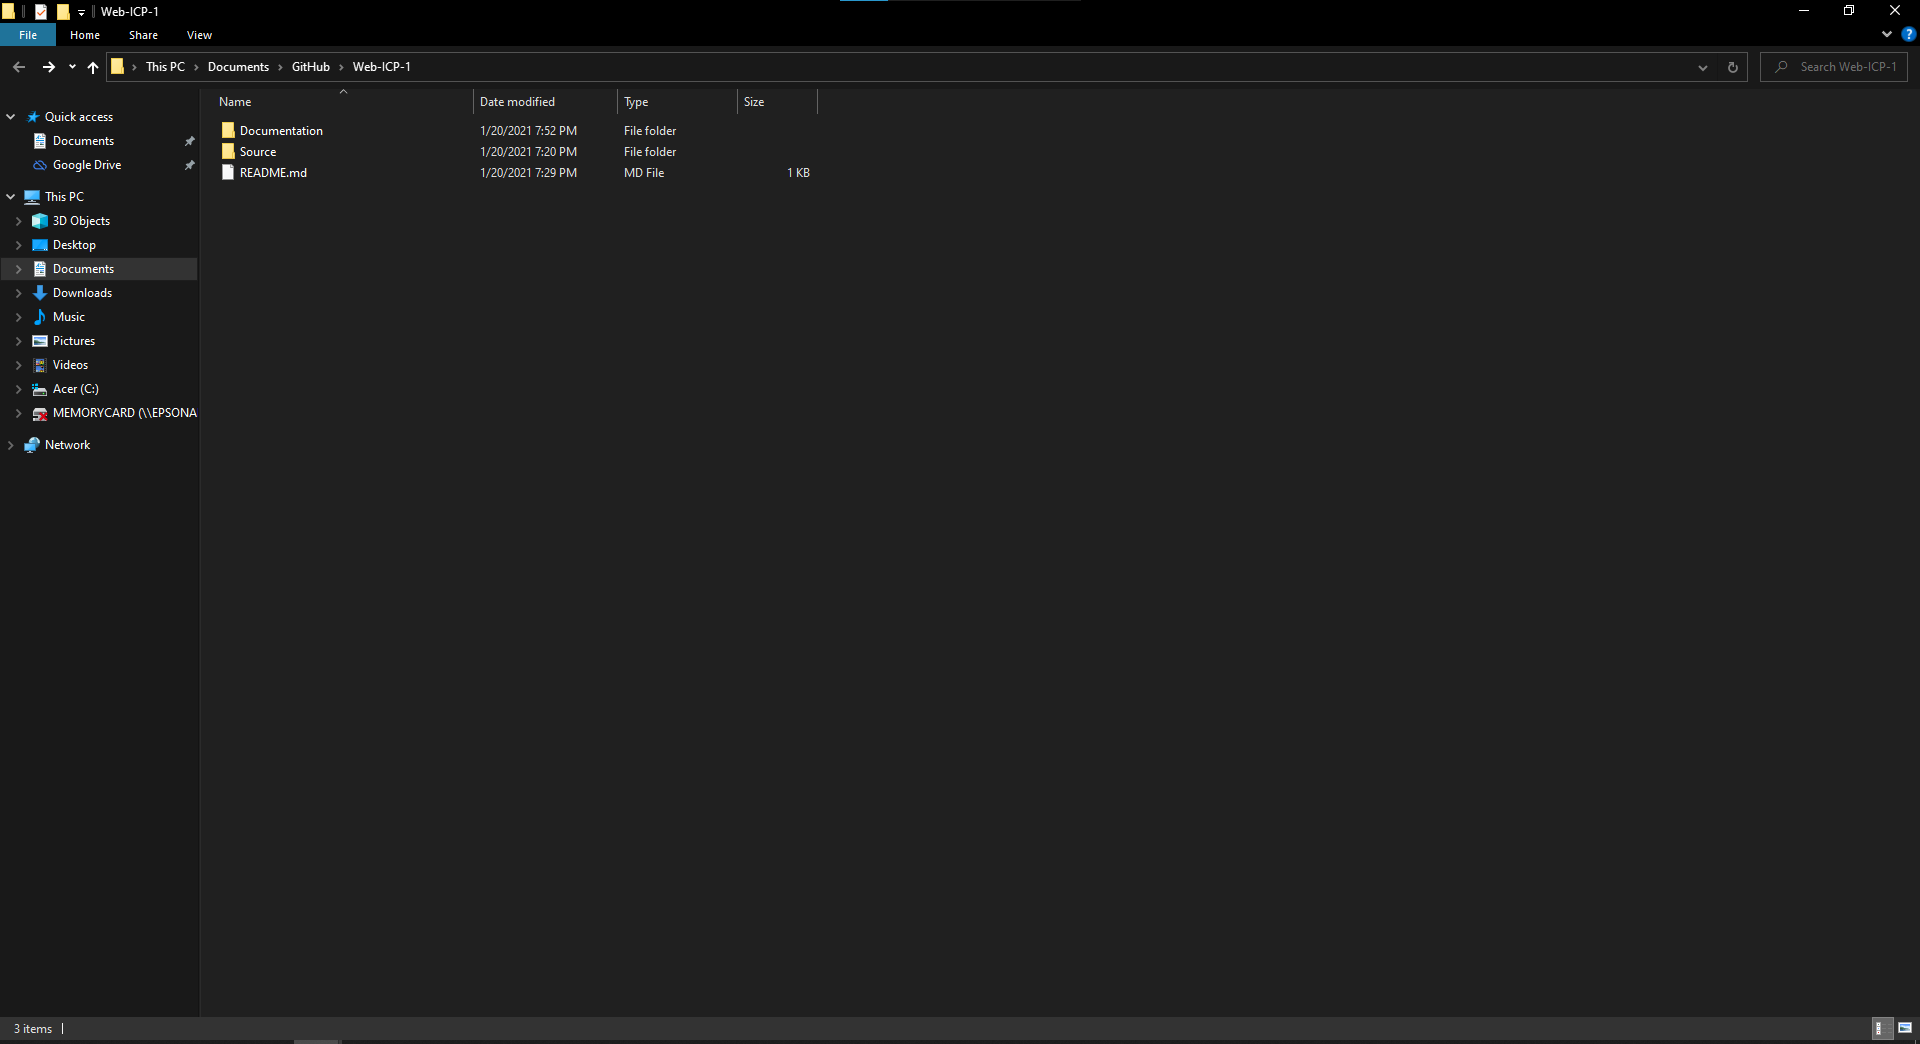 Web-ICP-1
File Home Share View
This PC Documents GitHub Web-ICP-1
Search Web-ICP-1
Name Date modified Type Size
Quick access
Documents
Google Drive
This PC
3D Objects
Desktop
Documents
Downloads
Music
Pictures
Videos
Acer (C:)
MEMORYCARD (\\EPSONA
Network
Documentation 1/20/2021 7:52 PM File folder
Source 1/20/2021 7:20 PM File folder
README.md 1/20/2021 7:29 PM MD File 1 KB
3 items